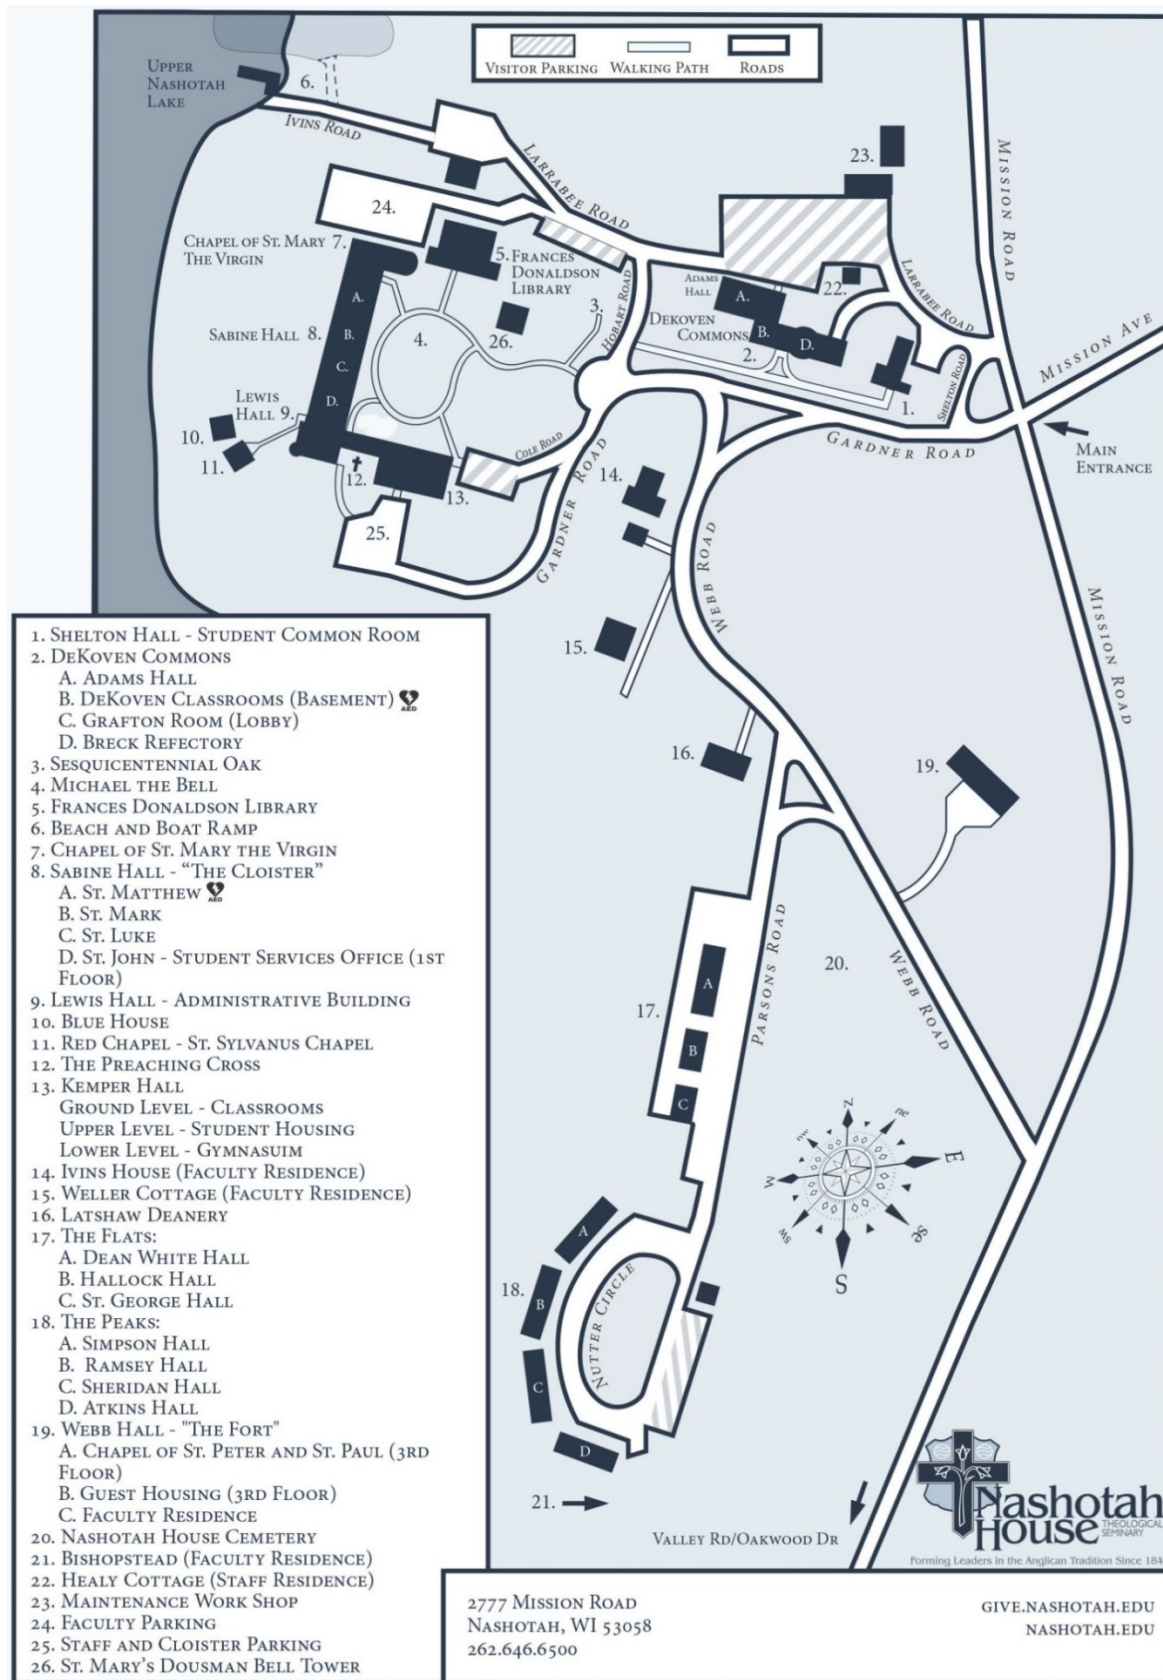 Visitor Parking
Walking Path
Roads
Upper
Nashotah
Lake
6.
Ivins Road
Larrabee Road
23.
Mission Road
24.
Chapel of St. Mary 7.
The Virgin
5. Frances
Donaldson
Library
Hobart Road
Adams
Hall
A.
22.
Larrabee Road
DeKoven
Commons
B.
D.
2.
Sabine Hall 8.
A.
B.
C.
D.
4.
26.
3.
Shelton Road
1.
Mission Ave
Gardner Road
Main
Entrance
Lewis
Hall 9.
10.
11.
12.
13.
Cole Road
25.
Gardner Road
14.
Webb Road
15.
Mission Road
16.
19.
Parsons Road
20.
Webb Road
17.
A
B
C
N
ne
E
se
S
sw
W
nw
18.
A
B
C
D
Nutter Circle
21.
Valley Rd/Oakwood Dr
1. Shelton Hall - Student Common Room
2. DeKoven Commons
A. Adams Hall
B. DeKoven Classrooms (Basement) AED
C. Grafton Room (Lobby)
D. Breck Refectory
3. Sesquicentennial Oak
4. Michael the Bell
5. Frances Donaldson Library
6. Beach and Boat Ramp
7. Chapel of St. Mary the Virgin
8. Sabine Hall - “The Cloister”
A. St. Matthew AED
B. St. Mark
C. St. Luke
D. St. John - Student Services Office (1st
Floor)
9. Lewis Hall - Administrative Building
10. Blue House
11. Red Chapel - St. Sylvanus Chapel
12. The Preaching Cross
13. Kemper Hall
Ground Level - Classrooms
Upper Level - Student Housing
Lower Level - Gymnasuim
14. Ivins House (Faculty Residence)
15. Weller Cottage (Faculty Residence)
16. Latshaw Deanery
17. The Flats:
A. Dean White Hall
B. Hallock Hall
C. St. George Hall
18. The Peaks:
A. Simpson Hall
B. Ramsey Hall
C. Sheridan Hall
D. Atkins Hall
19. Webb Hall - "The Fort"
A. Chapel of St. Peter and St. Paul (3rd
Floor)
B. Guest Housing (3rd Floor)
C. Faculty Residence
20. Nashotah House Cemetery
21. Bishopstead (Faculty Residence)
22. Healy Cottage (Staff Residence)
23. Maintenance Work Shop
24. Faculty Parking
25. Staff and Cloister Parking
26. St. Mary's Dousman Bell Tower
Nashotah
House
THEOLOGICAL
SEMINARY
Forming Leaders in the Anglican Tradition Since 184
2777 Mission Road
Nashotah, WI 53058
262.646.6500
give.nashotah.edu
nashotah.edu